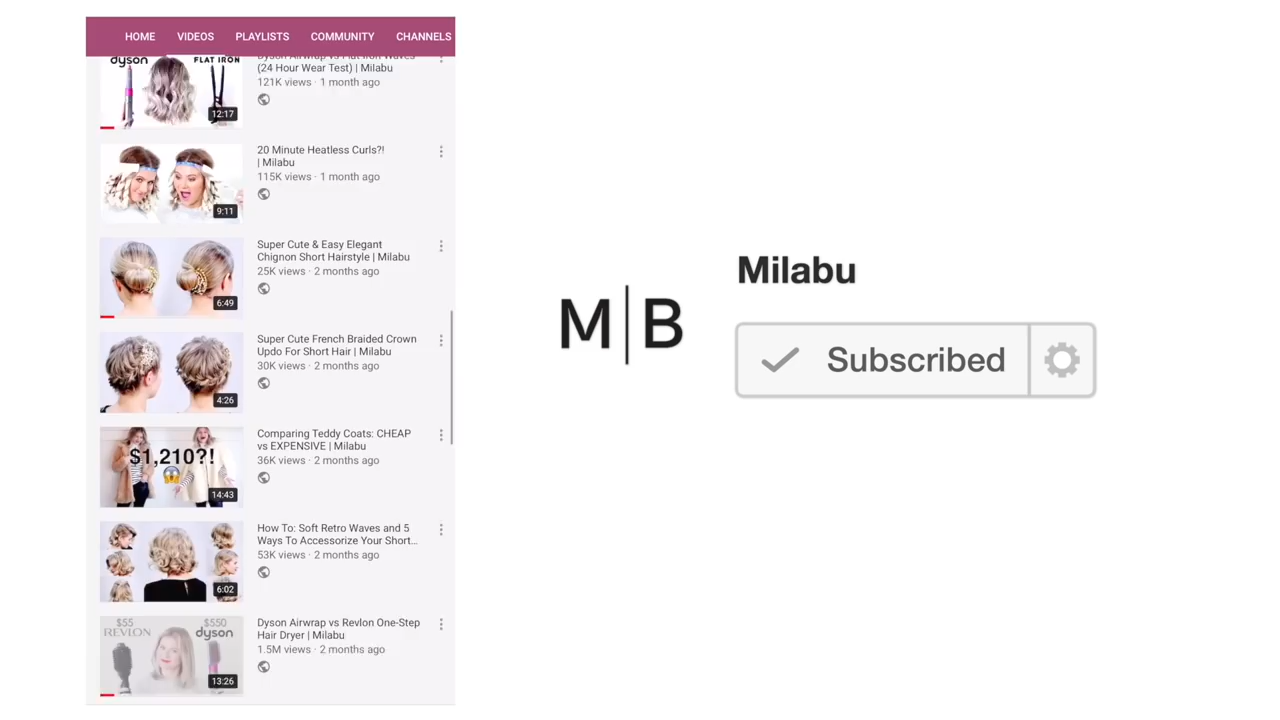 HOME VIDEOS PLAYLISTS COMMUNITY CHANNELS
dyson FLAT IRON
12:17
Dyson Airwrap vs Flat Iron Waves
(24 Hour Wear Test) | Milabu
121K views · 1 month ago
9:11
20 Minute Heatless Curls?!
| Milabu
115K views · 1 month ago
6:49
Super Cute & Easy Elegant
Chignon Short Hairstyle | Milabu
25K views · 2 months ago
4:26
Super Cute French Braided Crown
Updo For Short Hair | Milabu
30K views · 2 months ago
$1,210?!
14:43
Comparing Teddy Coats: CHEAP
vs EXPENSIVE | Milabu
36K views · 2 months ago
6:02
How To: Soft Retro Waves and 5
Ways To Accessorize Your Short...
53K views · 2 months ago
$55 $550
REVLON dyson
13:26
Dyson Airwrap vs Revlon One-Step
Hair Dryer | Milabu
1.5M views · 2 months ago
M|B
Milabu
Subscribed